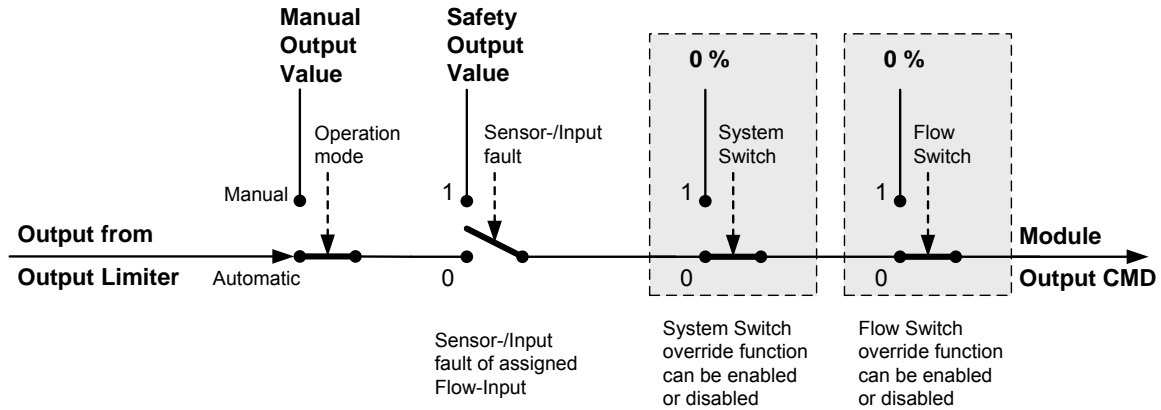 Manual
Output
Value
Safety
Output
Value
0 %
0 %
Operation
mode
Sensor-/Input
fault
System
Switch
Flow
Switch
Manual
1
1
1
Output from
Output Limiter
Automatic
0
0
0
Module
Output CMD
Sensor-/Input
fault of assigned
Flow-Input
System Switch
override function
can be enabled
or disabled
Flow Switch
override function
can be enabled
or disabled